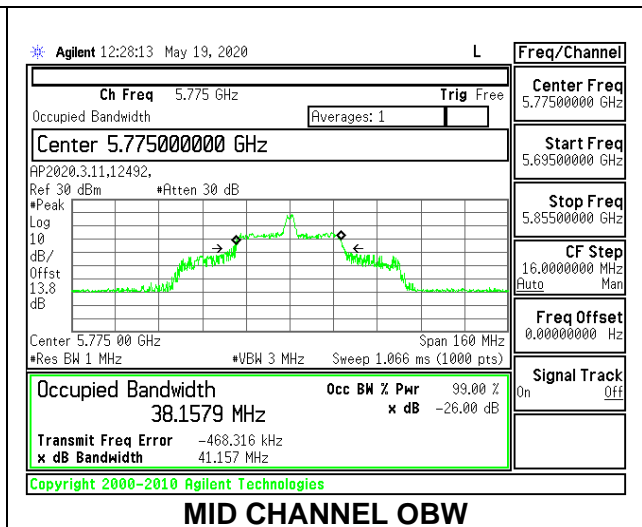 Agilent 12:28:13 May 19, 2020 L Freq/Channel
Ch Freq 5.775 GHz Trig Free
Occupied Bandwidth Averages: 1
Center 5.775000000 GHz
AP2020.3.11,12492,
Ref 30 dBm #Atten 30 dB
#Peak
Log
10
dB/
Offst
13.8
dB
Center 5.775 00 GHz Span 160 MHz
#Res BW 1 MHz #VBW 3 MHz Sweep 1.066 ms (1000 pts)
Occupied Bandwidth Occ BW % Pwr 99.00 %
38.1579 MHz x dB -26.00 dB
Transmit Freq Error -468.316 kHz
x dB Bandwidth 41.157 MHz
Copyright 2000-2010 Agilent Technologies
Center Freq
5.77500000 GHz
Start Freq
5.69500000 GHz
Stop Freq
5.85500000 GHz
CF Step
16.0000000 MHz
Auto Man
Freq Offset
0.00000000 Hz
Signal Track
On Off
MID CHANNEL OBW